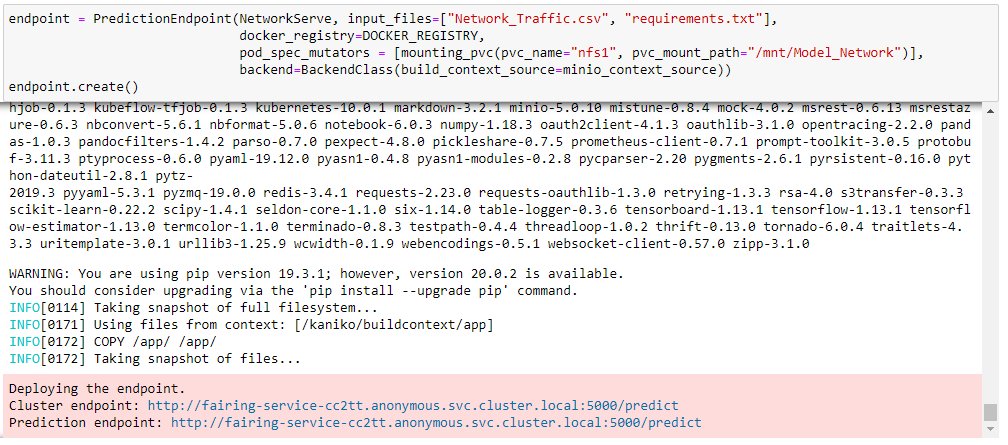 endpoint = PredictionEndpoint(NetworkServe, input_files=["Network_Traffic.csv", "requirements.txt"],
docker_registry=DOCKER_REGISTRY,
pod_spec_mutators = [mounting_pvc(pvc_name="nfs1", pvc_mount_path="/mnt/Model_Network")],
backend=BackendClass(build_context_source=minio_context_source))
endpoint.create()
hjob-0.1.3 kubeflow-tfjob-0.1.3 kubernetes-10.0.1 markdown-3.2.1 minio-5.0.10 mistune-0.8.4 mock-4.0.2 msrest-0.6.13 msrestaz
ure-0.6.3 nbconvert-5.6.1 nbformat-5.0.6 notebook-6.0.3 numpy-1.18.3 oauth2client-4.1.3 oauthlib-3.1.0 opentracing-2.2.0 pand
as-1.0.3 pandocfilters-1.4.2 parso-0.7.0 pexpect-4.8.0 pickleshare-0.7.5 prometheus-client-0.7.1 prompt-toolkit-3.0.5 protobu
f-3.11.3 ptyprocess-0.6.0 pyaml-19.12.0 pyasn1-0.4.8 pyasn1-modules-0.2.8 pycparser-2.20 pygments-2.6.1 pyrsistent-0.16.0 pyt
hon-dateutil-2.8.1 pytz-
2019.3 pyyaml-5.3.1 pyzmq-19.0.0 redis-3.4.1 requests-2.23.0 requests-oauthlib-1.3.0 retrying-1.3.3 rsa-4.0 s3transfer-0.3.3
scikit-learn-0.22.2 scipy-1.4.1 seldon-core-1.1.0 six-1.14.0 table-logger-0.3.6 tensorboard-1.13.1 tensorflow-1.13.1 tensorfl
ow-estimator-1.13.0 termcolor-1.1.0 terminado-0.8.3 testpath-0.4.4 threadloop-1.0.2 thrift-0.13.0 tornado-6.0.4 traitlets-4.
3.3 uritemplate-3.0.1 urllib3-1.25.9 wcwidth-0.1.9 webencodings-0.5.1 websocket-client-0.57.0 zipp-3.1.0
WARNING: You are using pip version 19.3.1; however, version 20.0.2 is available.
You should consider upgrading via the 'pip install --upgrade pip' command.
INFO[0114] Taking snapshot of full filesystem...
INFO[0171] Using files from context: [/kaniko/buildcontext/app]
INFO[0172] COPY /app/ /app/
INFO[0172] Taking snapshot of files...
Deploying the endpoint.
Cluster endpoint: http://fairing-service-cc2tt.anonymous.svc.cluster.local:5000/predict
Prediction endpoint: http://fairing-service-cc2tt.anonymous.svc.cluster.local:5000/predict